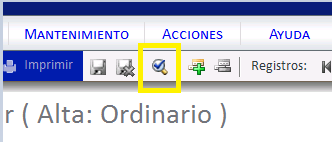 Mantenimiento Acciones Ayuda
Imprimir Registros:
r ( Alta: Ordinario )